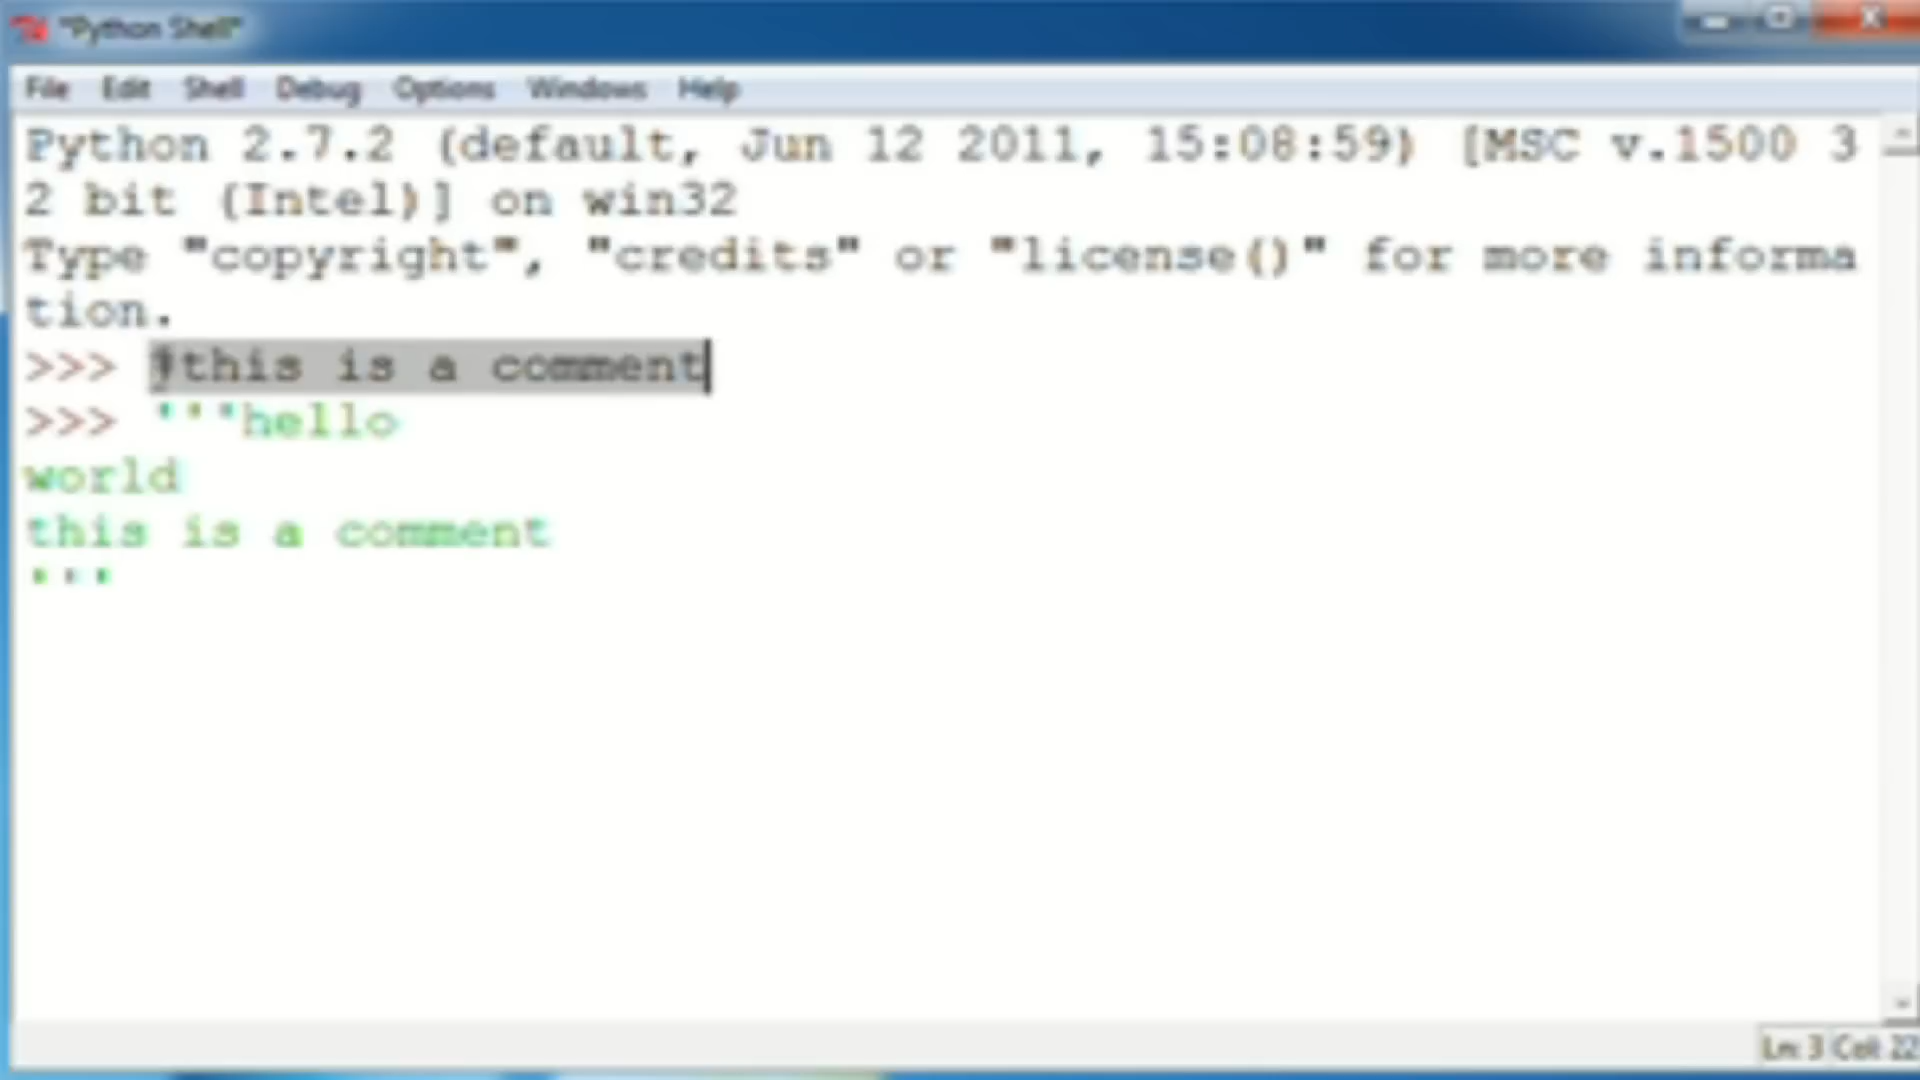 *Python Shell*
File Edit Shell Debug Options Windows Help
Python 2.7.2 (default, Jun 12 2011, 15:08:59) [MSC v.1500 3
2 bit (Intel)] on win32
Type "copyright", "credits" or "license()" for more informa
tion.
>>> #this is a comment
>>> '''hello
world
this is a comment
'''
Ln: 3 Col: 22